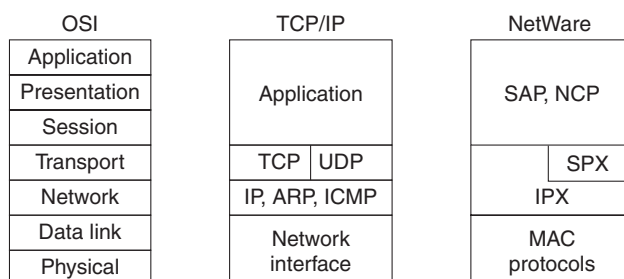 OSI
Application
Presentation
Session
Transport
Network
Data link
Physical
TCP/IP
Application
TCP UDP
IP, ARP, ICMP
Network
interface
NetWare
SAP, NCP
SPX
IPX
MAC
protocols